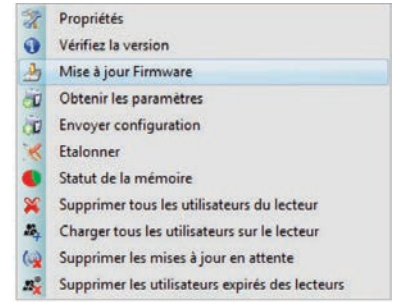 Propriétés
Vérifiez la version
Mise à jour Firmware
Obtenir les paramètres
Envoyer configuration
Etalonner
Statut de la mémoire
Supprimer tous les utilisateurs du lecteur
Charger tous les utilisateurs sur le lecteur
Supprimer les mises à jour en attente
Supprimer les utilisateurs expirés des lecteurs